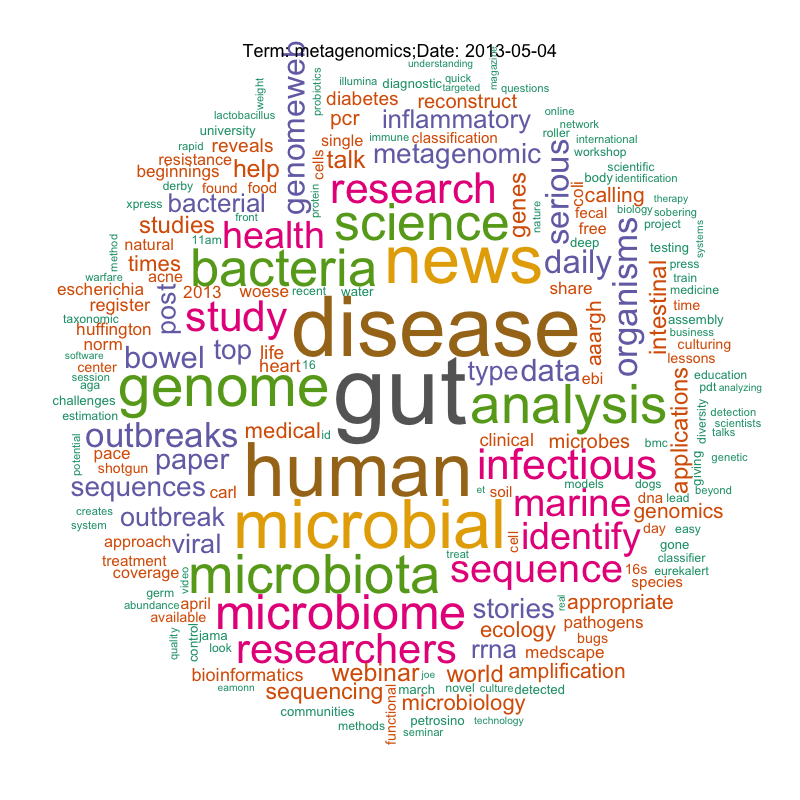 Term: metagenomics;Date: 2013-05-04
understanding
magazine
genomeweb
weight
probiotics
illumina
diagnostic
quick
targeted
questions
diabetes
reconstruct
lactobacillus
pcr
inflammatory
online
network
university
immune
classification
roller
international
rapid
reveals
single
talk
metagenomic
serious
workshop
resistance
beginnings
help
cells
scientific
body
identification
derby
found
food
protein
research
genes
coli
calling
therapy
xpress
bacterial
science
nature
fecal
biology
sobering
front
free
project
studies
health
11am
deep
organisms
testing
systems
method
natural
news
daily
press
times
bacteria
intestinal
train
warfare
acne
medicine
escherichia
2013
woese
recent
water
share
time
register
post
study
disease
aaargh
assembly
taxonomic
business
huffington
culturing
norm
top
life
lessons
software
bowel
heart
16
gut
type
data
ebi
center
session
education
aga
genome
analysis
applications
pdt
analyzing
challenges
estimation
diversity
detection
scientists
outbreaks
medical
id
clinical
microbes
bmc
talks
potential
pace
paper
human
infectious
giving
genetic
shotgun
models
dogs
sequences
carl
et
soil
dna
lead
beyond
creates
marine
genomics
system
outbreak
microbial
identify
day
easy
approach
viral
cell
gone
treatment
treat
classifier
coverage
video
microbiota
sequence
16s
eurekalert
species
germ
abundance
april
microbiome
stories
real
appropriate
available
pathogens
quality
control
jama
look
researchers
rrna
ecology
bugs
medscape
bioinformatics
webinar
joe
world
amplification
eamonn
sequencing
functional
march
novel
culture
detected
microbiology
communities
methods
petrosino
technology
seminar